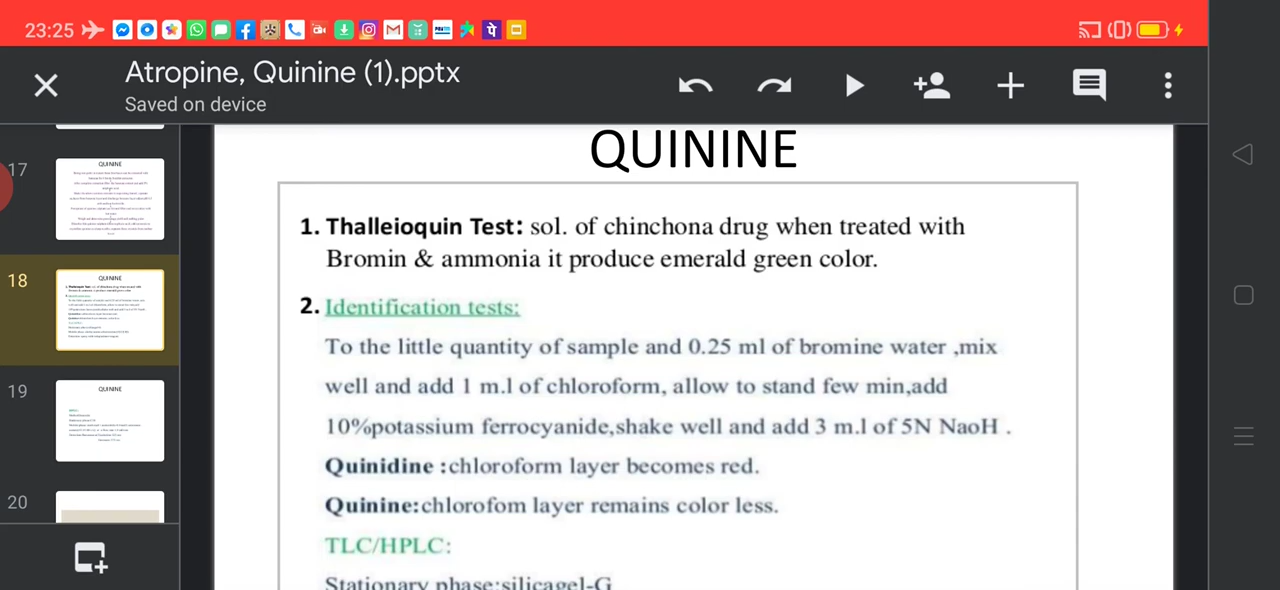 23:25
Atropine, Quinine (1).pptx
Saved on device
17
QUININE
18
QUININE
19
QUININE
20
QUININE
1. Thalleioquin Test: sol. of chinchona drug when treated with
Bromin & ammonia it produce emerald green color.
2. Identification tests:
To the little quantity of sample and 0.25 ml of bromine water ,mix
well and add 1 m.l of chloroform, allow to stand few min,add
10%potassium ferrocyanide,shake well and add 3 m.l of 5N NaoH .
Quinidine :chloroform layer becomes red.
Quinine:chlorofom layer remains color less.
TLC/HPLC:
Stationary phase:silicagel-G